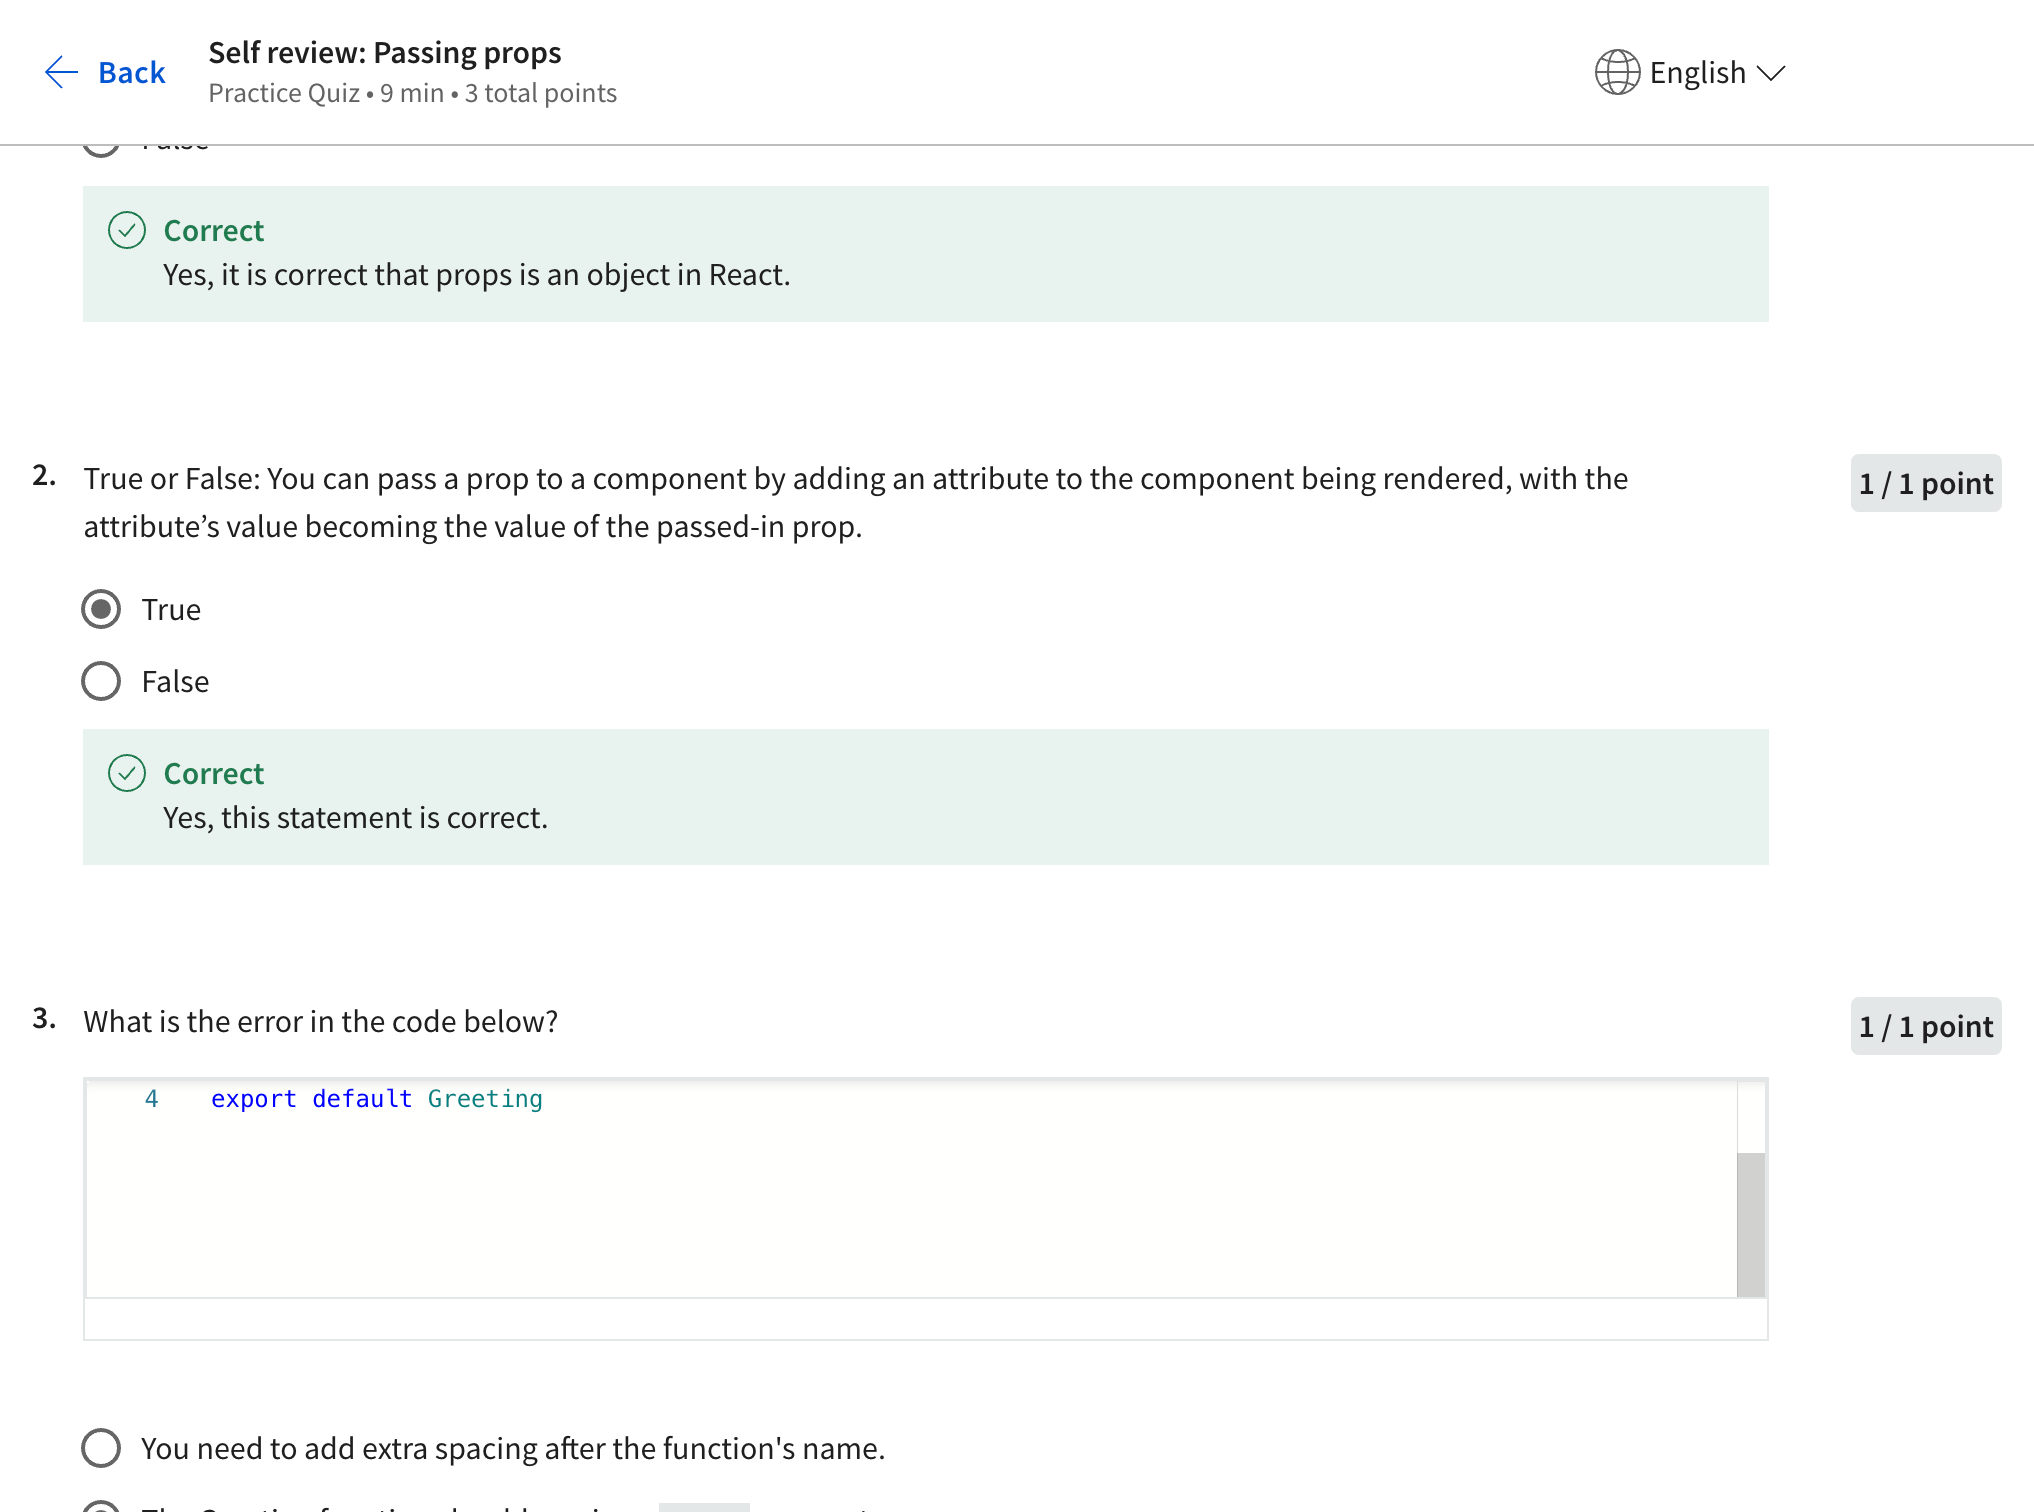 Back
Self review: Passing props
Practice Quiz • 9 min • 3 total points
English
False
Correct
Yes, it is correct that props is an object in React.
2. True or False: You can pass a prop to a component by adding an attribute to the component being rendered, with the
attribute’s value becoming the value of the passed-in prop.
1 / 1 point
True
False
Correct
Yes, this statement is correct.
3. What is the error in the code below?
1 / 1 point
4 export default Greeting
You need to add extra spacing after the function's name.